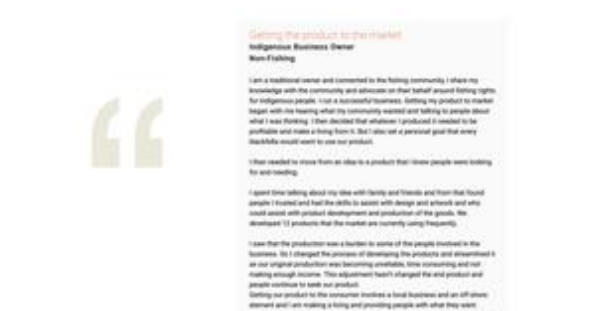 Getting the product to the market
Indigenous Business Owner
Non-Fishing
I am a traditional owner and connected to the fishing community, I share my
knowledge with the community and advocate on their behalf around fishing rights
for Indigenous people. I run a successful business. Getting my product to market
began with me hearing what my community wanted and talking to people about
what I was thinking. I then decided that whatever I produced it needed to be
profitable and make a living from it. But I also set a personal goal that every
blackfella would want to use our product.
I then needed to move from an idea to a product that I knew people were looking
for and needing.
I spent time talking about my idea with family and friends and from that found
people I trusted and had the skills to assist with design and artwork and who
could assist with product development and production of the goods. We
developed 12 products that the market are currently using frequently.
I saw that the production was a burden to some of the people involved in the
business. So I changed the process of developing the products and streamlined it
as our original production was becoming unreliable, time consuming and not
making enough income. This adjustment hasn't changed the end product and
people continue to seek our product.
Getting our product to the consumer involves a local business and an off-shore
element and I am making a living and providing people with what they want